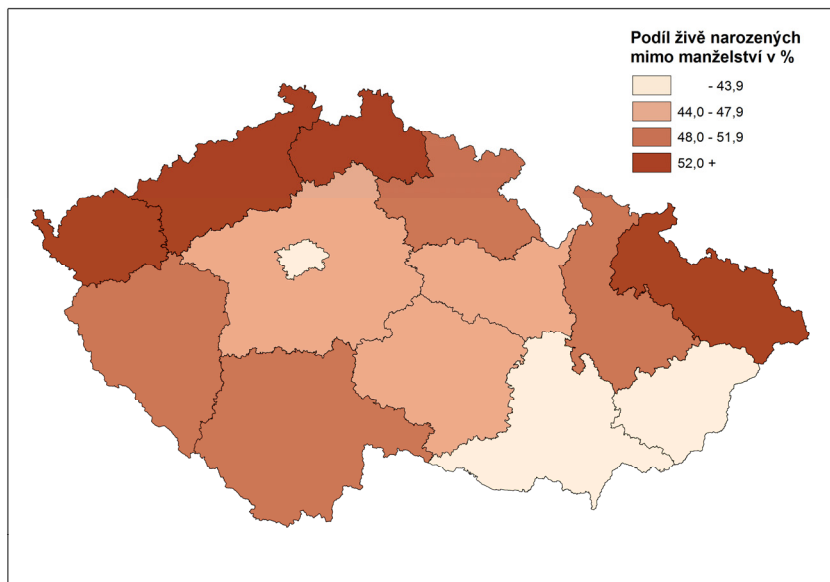 Podíl živě narozených
mimo manželství v %
- 43,9
44,0 - 47,9
48,0 - 51,9
52,0 +